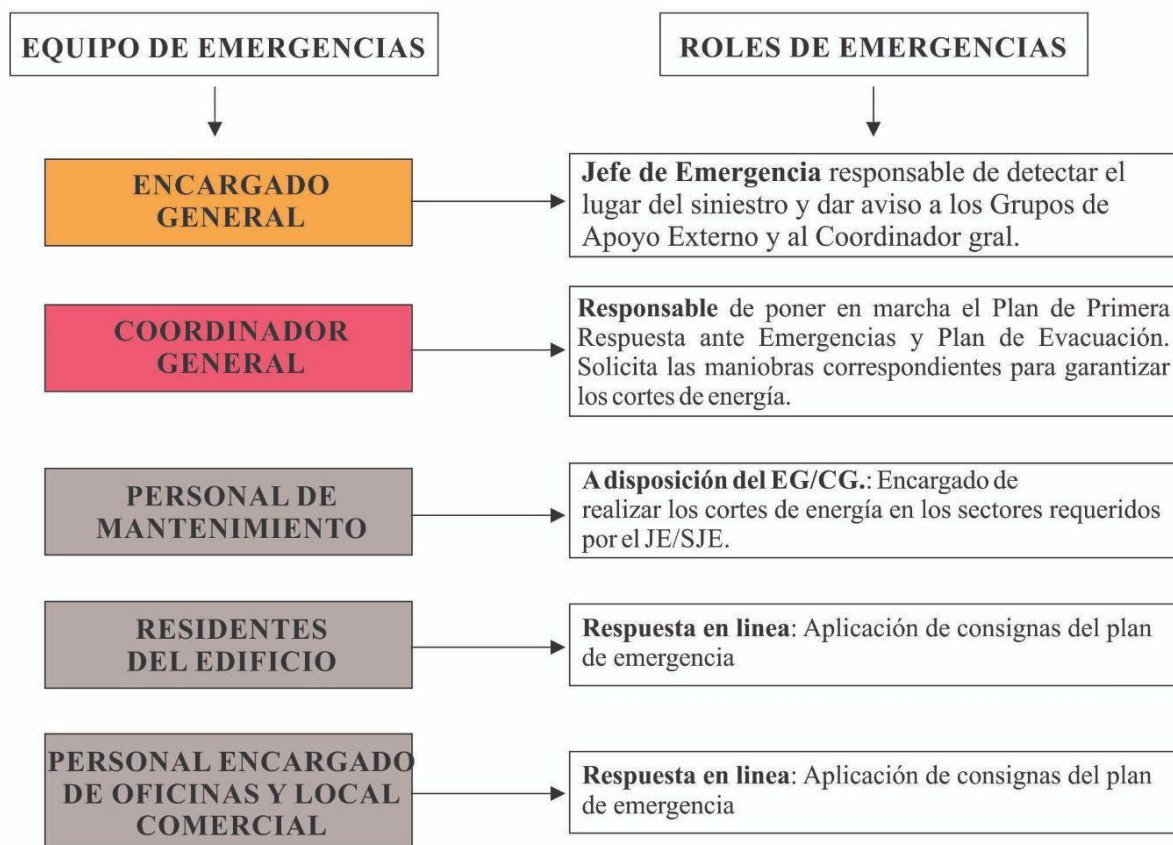 EQUIPO DE EMERGENCIAS
ROLES DE EMERGENCIAS
ENCARGADO
GENERAL
Jefe de Emergencia responsable de detectar el
lugar del siniestro y dar aviso a los Grupos de
Apoyo Externo y al Coordinador gral.
COORDINADOR
GENERAL
Responsable de poner en marcha el Plan de Primera
Respuesta ante Emergencias y Plan de Evacuación.
Solicita las maniobras correspondientes para garantizar
los cortes de energía.
PERSONAL DE
MANTENIMIENTO
A disposición del EG/CG.: Encargado de
realizar los cortes de energía en los sectores requeridos
por el JE/SJE.
RESIDENTES
DEL EDIFICIO
Respuesta en linea: Aplicación de consignas del plan
de emergencia
PERSONAL ENCARGADO
DE OFICINAS Y LOCAL
COMERCIAL
Respuesta en linea: Aplicación de consignas del plan
de emergencia